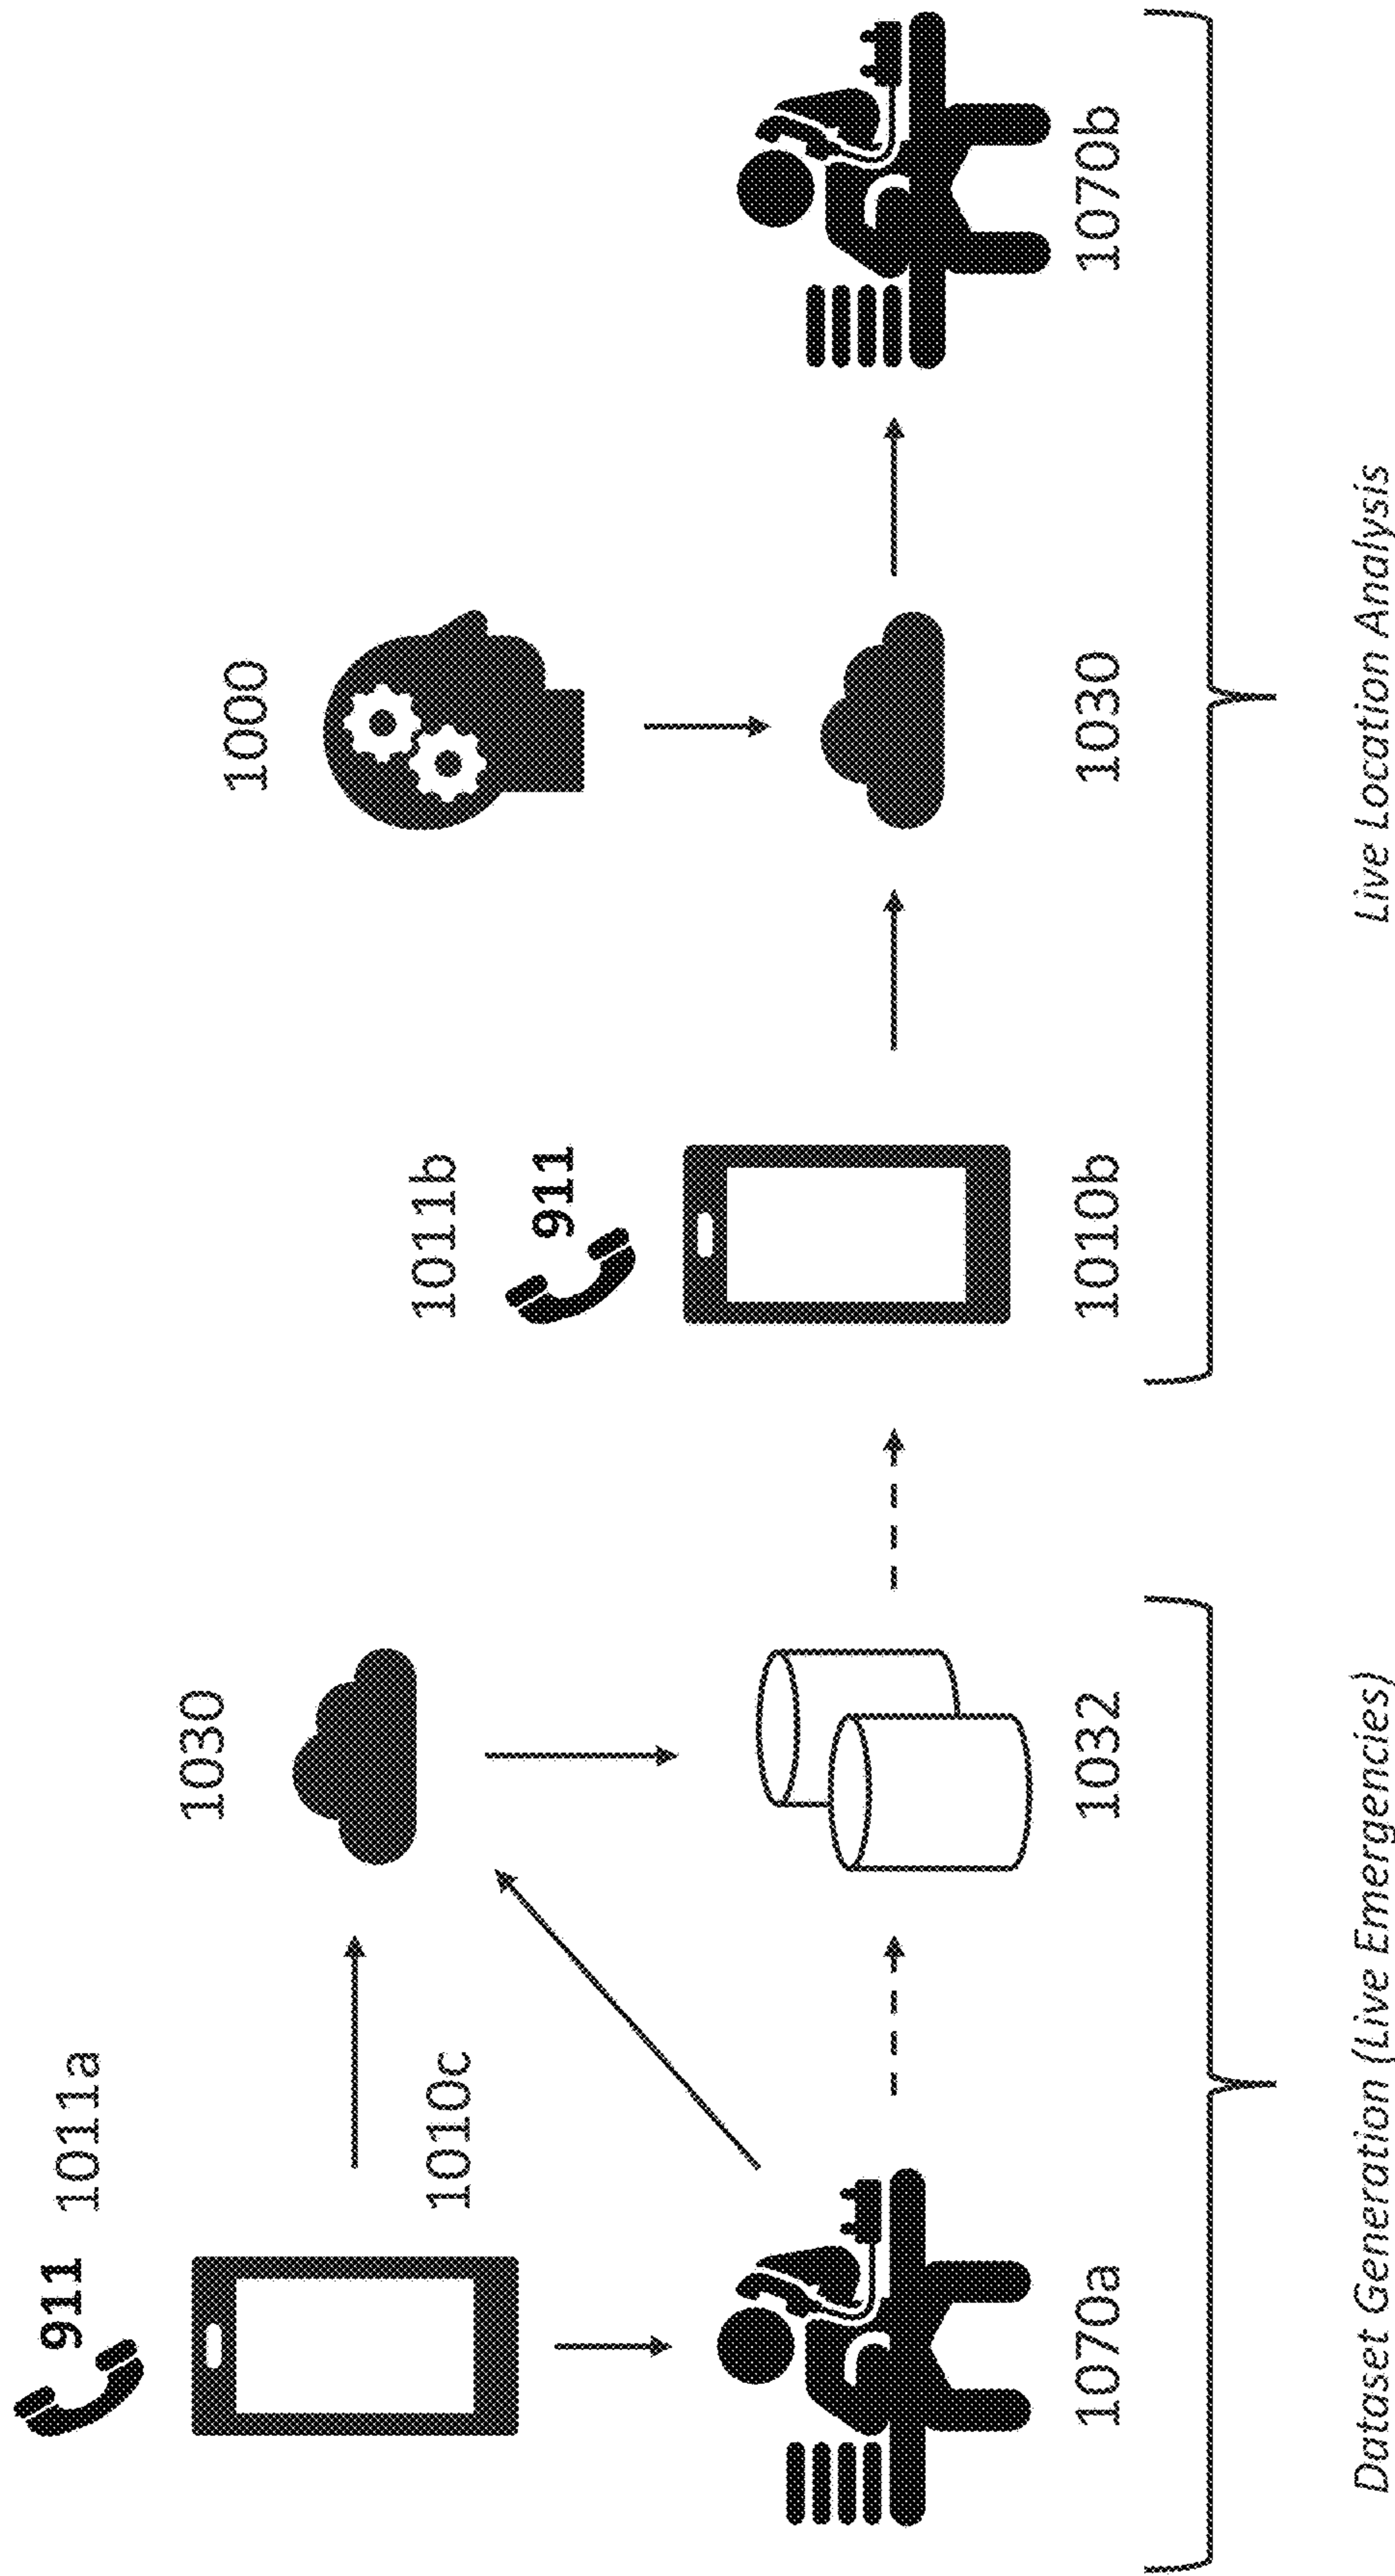 911
1011a
1010c
1030
1070a
1032
Dataset Generation (Live Emergencies)
1011b
911
1010b
1000
1030
1070b
Live Location Analysis